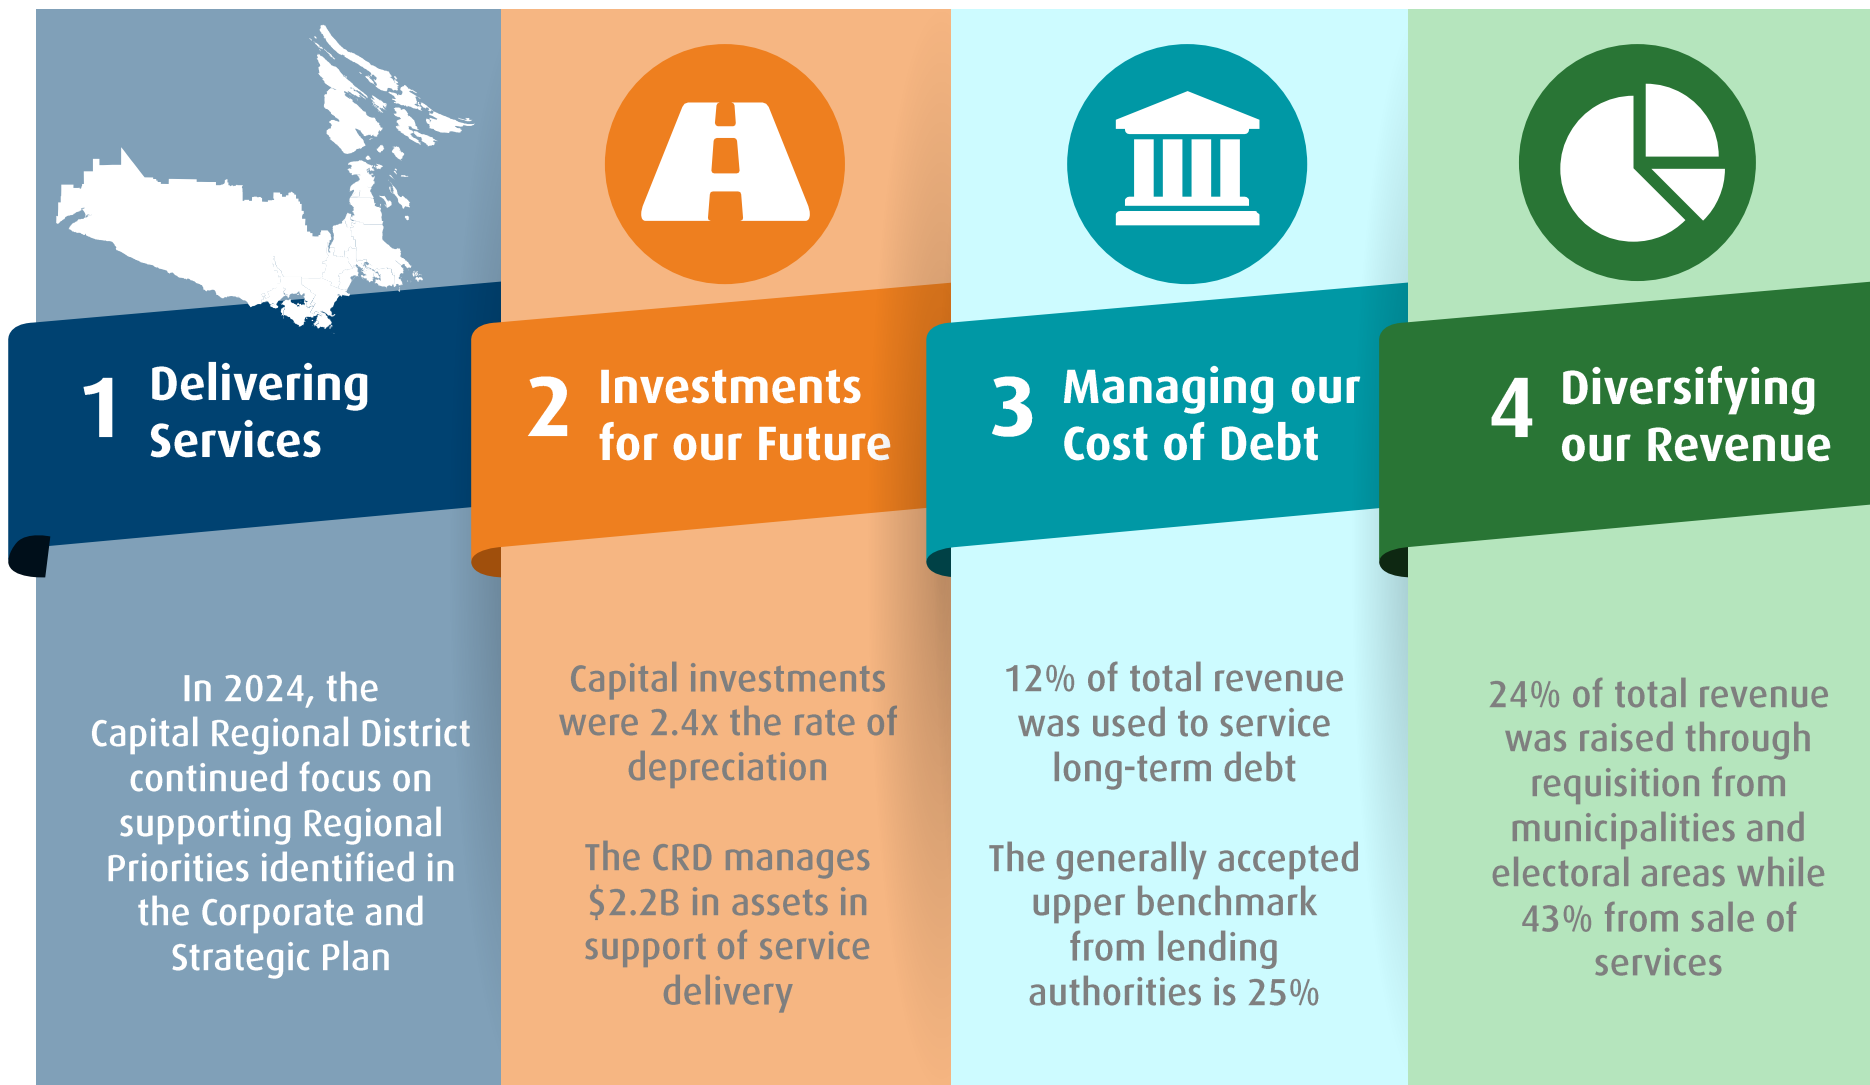 1
Delivering
Services
In 2024, the
Capital Regional District
continued focus on
supporting Regional
Priorities identified in
the Corporate and
Strategic Plan
2
Investments
for our Future
Capital investments
were 2.4x the rate of
depreciation
The CRD manages
$2.2B in assets in
support of service
delivery
3
Managing our
Cost of Debt
12% of total revenue
was used to service
long-term debt
The generally accepted
upper benchmark
from lending
authorities is 25%
4
Diversifying
our Revenue
24% of total revenue
was raised through
requisition from
municipalities and
electoral areas while
43% from sale of
services